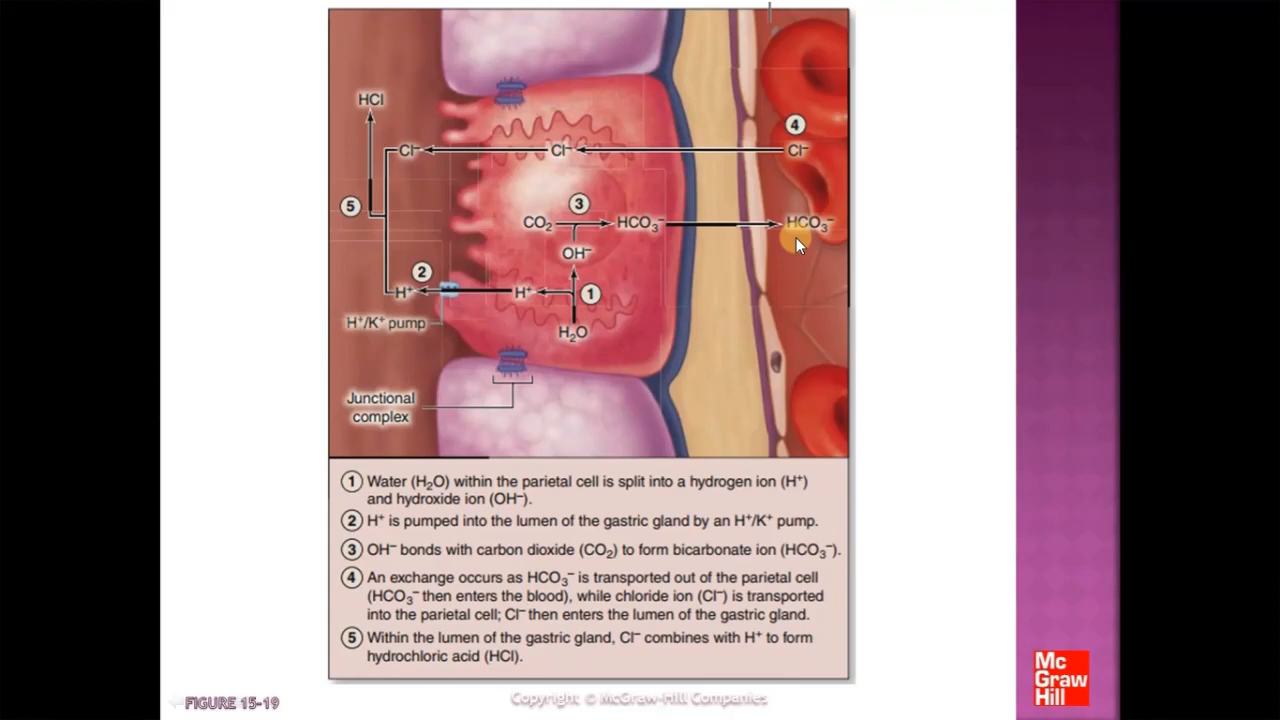 HCl
④
Cl⁻ Cl⁻ Cl⁻
⑤ ③
CO₂ HCO₃⁻ HCO₃⁻
OH⁻
②
H⁺ H⁺ ①
H⁺/K⁺ pump
H₂O
Junctional
complex
① Water (H₂O) within the parietal cell is split into a hydrogen ion (H⁺)
and hydroxide ion (OH⁻).
② H⁺ is pumped into the lumen of the gastric gland by an H⁺/K⁺ pump.
③ OH⁻ bonds with carbon dioxide (CO₂) to form bicarbonate ion (HCO₃⁻).
④ An exchange occurs as HCO₃⁻ is transported out of the parietal cell
(HCO₃⁻ then enters the blood), while chloride ion (Cl⁻) is transported
into the parietal cell; Cl⁻ then enters the lumen of the gastric gland.
⑤ Within the lumen of the gastric gland, Cl⁻ combines with H⁺ to form
hydrochloric acid (HCl).
FIGURE 15-19
Copyright © McGraw-Hill Companies
Mc
Graw
Hill